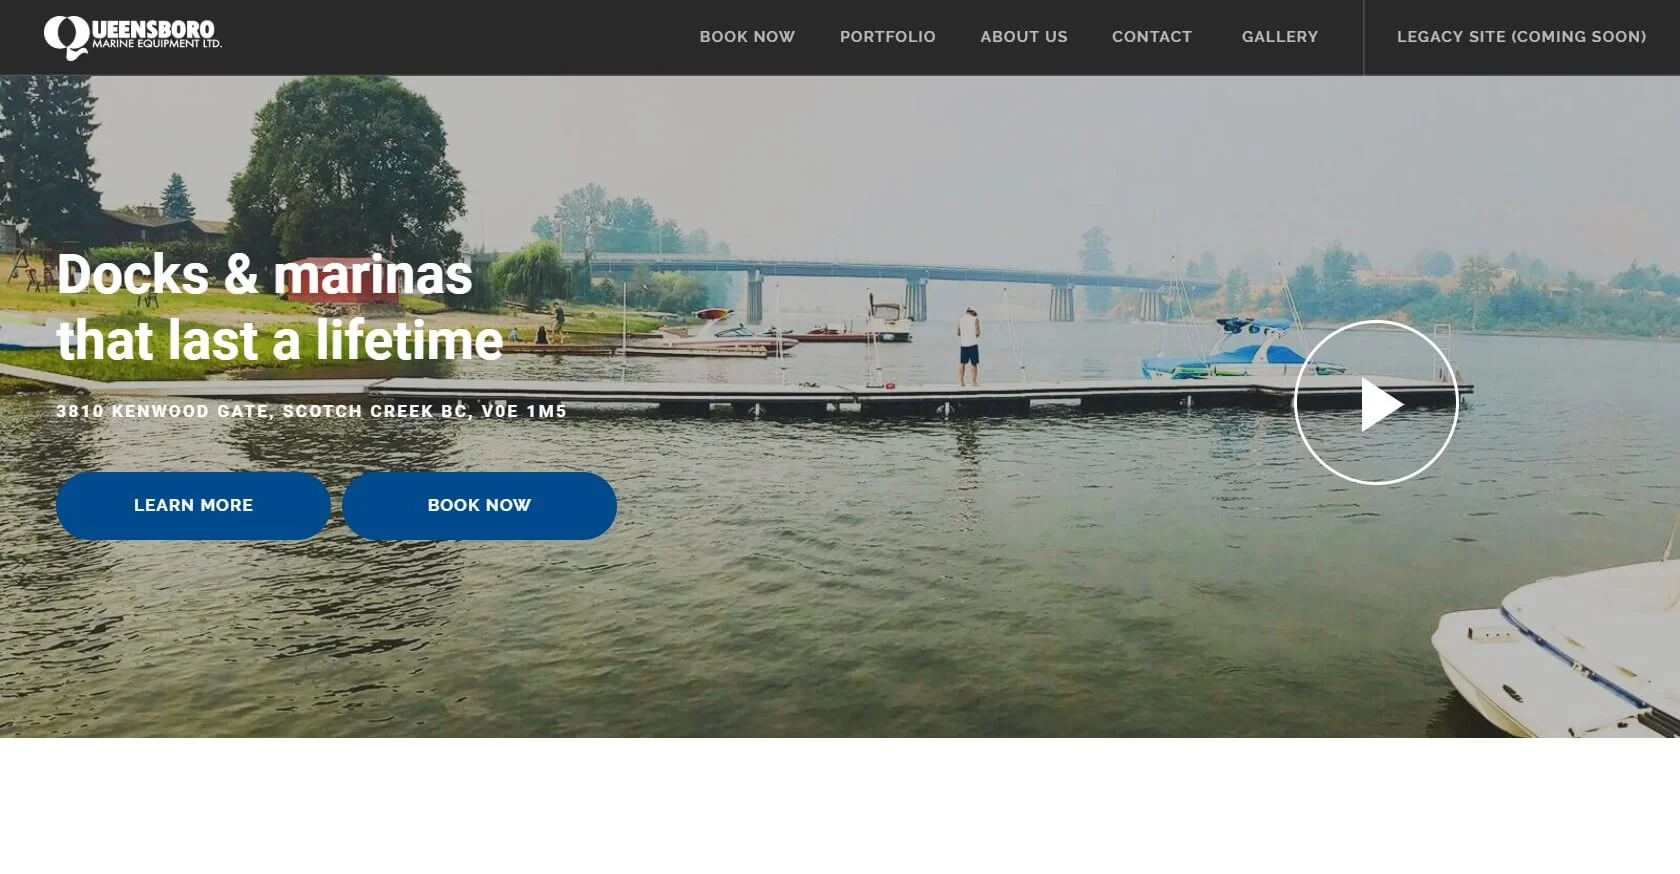 QUEENSBORO
MARINE EQUIPMENT LTD.
BOOK NOW
PORTFOLIO
ABOUT US
CONTACT
GALLERY
LEGACY SITE (COMING SOON)
Docks & marinas
that last a lifetime
3810 KENWOOD GATE, SCOTCH CREEK BC, V0E 1M5
LEARN MORE
BOOK NOW